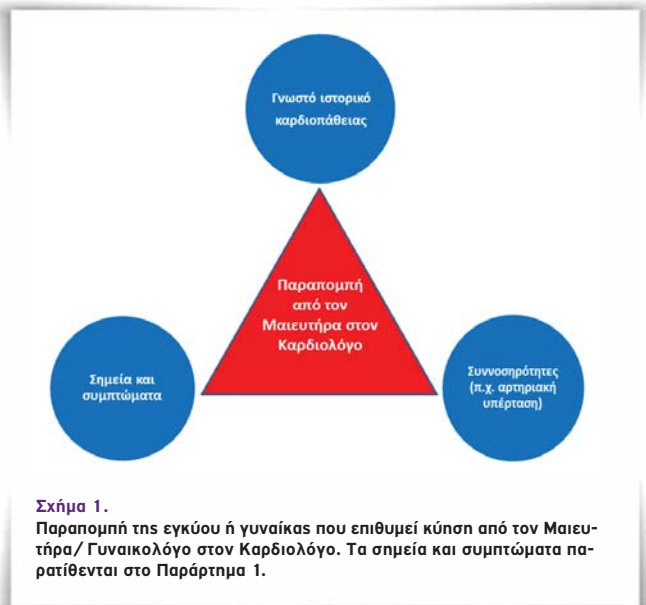 Γνωστό ιστορικό
καρδιοπάθειας
Παραπομπή
από τον
Μαιευτήρα στον
Καρδιολόγο
Σημεία και
συμπτώματα
Συννοσηρότητες
(π.χ. αρτηριακή
υπέρταση)
Σχήμα 1.
Παραπομπή της εγκύου ή γυναίκας που επιθυμεί κύηση από τον Μαιευ-
τήρα/ Γυναικολόγο στον Καρδιολόγο. Τα σημεία και συμπτώματα πα-
ρατίθενται στο Παράρτημα 1.